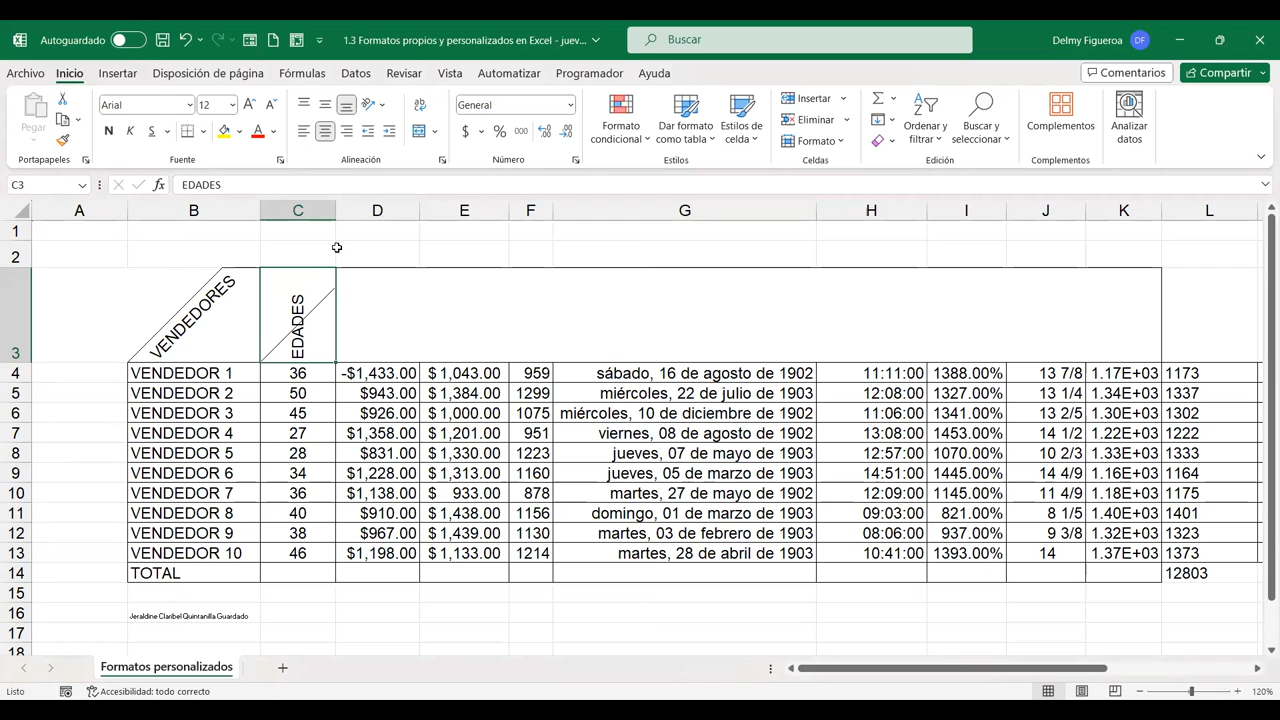 Autoguardado
1.3 Formatos propios y personalizados en Excel - juev...
Buscar
Delmy Figueroa DF
Archivo Inicio Insertar Disposición de página Fórmulas Datos Revisar Vista Automatizar Programador Ayuda Comentarios Compartir
Pegar
Portapapeles
Arial 12
N K S
Fuente
Alineación
General
$ % 000
Número
Formato condicional
Dar formato como tabla
Estilos de celda
Estilos
Insertar
Eliminar
Formato
Celdas
Ordenar y filtrar
Buscar y seleccionar
Edición
Complementos
Complementos
Analizar datos
C3 fx EDADES
A B C D E F G H I J K L
1
2
3 VENDEDORES EDADES
4 VENDEDOR 1 36 -$1,433.00 $ 1,043.00 959 sábado, 16 de agosto de 1902 11:11:00 1388.00% 13 7/8 1.17E+03 1173
5 VENDEDOR 2 50 $943.00 $ 1,384.00 1299 miércoles, 22 de julio de 1903 12:08:00 1327.00% 13 1/4 1.34E+03 1337
6 VENDEDOR 3 45 $926.00 $ 1,000.00 1075 miércoles, 10 de diciembre de 1902 11:06:00 1341.00% 13 2/5 1.30E+03 1302
7 VENDEDOR 4 27 $1,358.00 $ 1,201.00 951 viernes, 08 de agosto de 1902 13:08:00 1453.00% 14 1/2 1.22E+03 1222
8 VENDEDOR 5 28 $831.00 $ 1,330.00 1223 jueves, 07 de mayo de 1903 12:57:00 1070.00% 10 2/3 1.33E+03 1333
9 VENDEDOR 6 34 $1,228.00 $ 1,313.00 1160 jueves, 05 de marzo de 1903 14:51:00 1445.00% 14 4/9 1.16E+03 1164
10 VENDEDOR 7 36 $1,138.00 $ 933.00 878 martes, 27 de mayo de 1902 12:09:00 1145.00% 11 4/9 1.18E+03 1175
11 VENDEDOR 8 40 $910.00 $ 1,438.00 1156 domingo, 01 de marzo de 1903 09:03:00 821.00% 8 1/5 1.40E+03 1401
12 VENDEDOR 9 38 $967.00 $ 1,439.00 1130 martes, 03 de febrero de 1903 08:06:00 937.00% 9 3/8 1.32E+03 1323
13 VENDEDOR 10 46 $1,198.00 $ 1,133.00 1214 martes, 28 de abril de 1903 10:41:00 1393.00% 14 1.37E+03 1373
14 TOTAL 12803
15
16 Jeraldine Claribel Quintanilla Guardado
17
18
Formatos personalizados
Listo Accesibilidad: todo correcto 120%